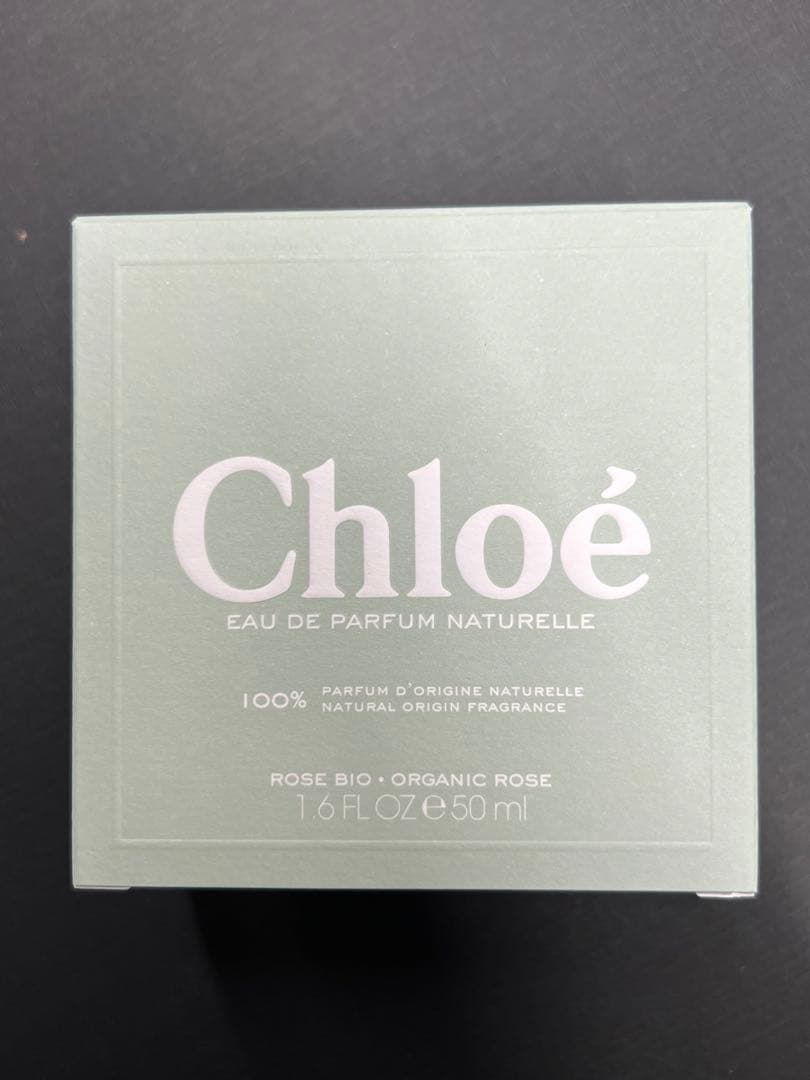 Chloé
EAU DE PARFUM NATURELLE
100% PARFUM D'ORIGINE NATURELLE
NATURAL ORIGIN FRAGRANCE
ROSE BIO • ORGANIC ROSE
1.6 FL OZ ℮ 50 ml